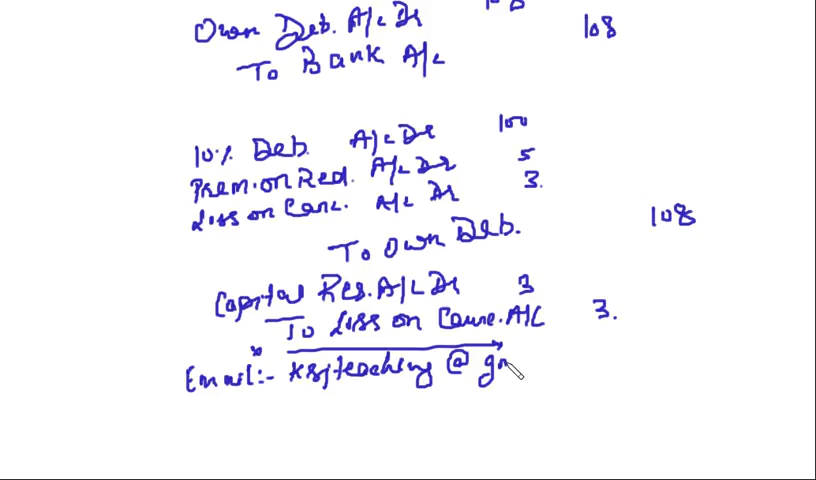 Own Deb. A/c Dr 108
To Bank A/c
10% Deb. A/c Dr 100
Prem. on Red. A/c Dr 5
Loss on Canc. A/c Dr 3.
To Own Deb. 108
Capital Res. A/c Dr 3
To Loss on Canc. A/C 3.
Email:- @